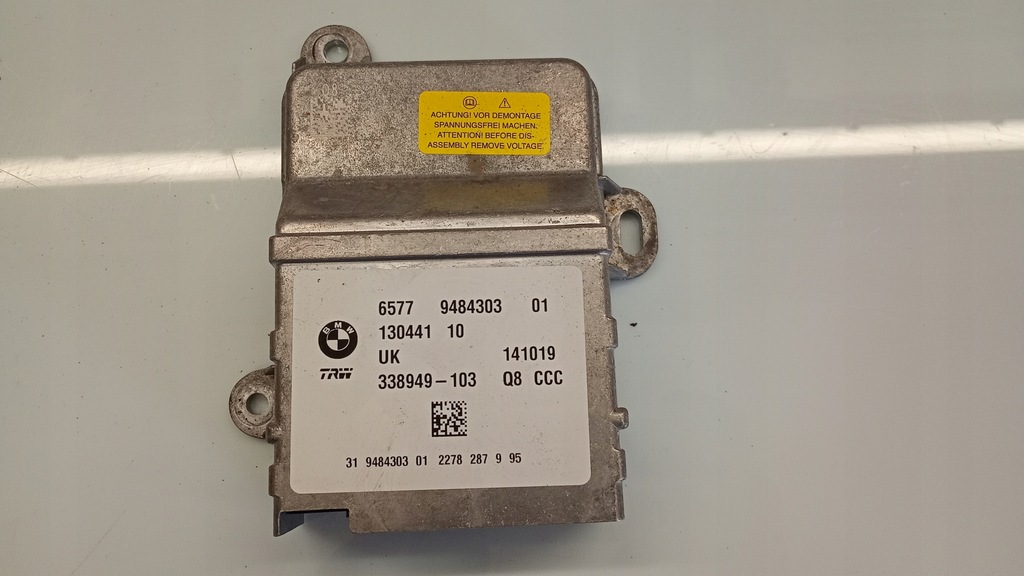 ACHTUNG! VOR DEMONTAGE
SPANNUNGSFREI MACHEN.
ATTENTION! BEFORE DIS-
ASSEMBLY REMOVE VOLTAGE
6577 9484303 01
BMW
130441 10
UK 141019
TRW
338949-103 Q8 CCC
31 9484303 01 2278 287 9 95